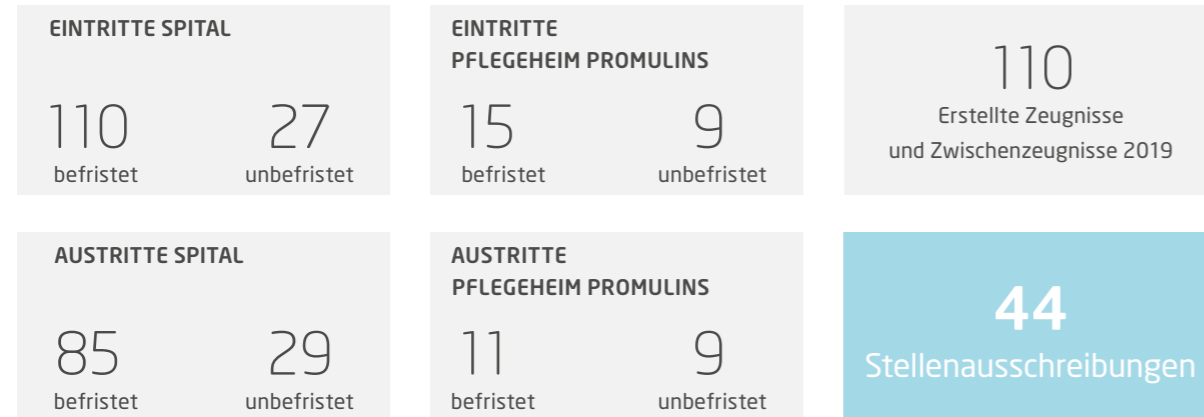 EINTRITTE SPITAL
110 27
befristet unbefristet
EINTRITTE
PFLEGEHEIM PROMULINS
15 9
befristet unbefristet
110
Erstellte Zeugnisse
und Zwischenzeugnisse 2019
AUSTRITTE SPITAL
85 29
befristet unbefristet
AUSTRITTE
PFLEGEHEIM PROMULINS
11 9
befristet unbefristet
44
Stellenausschreibungen